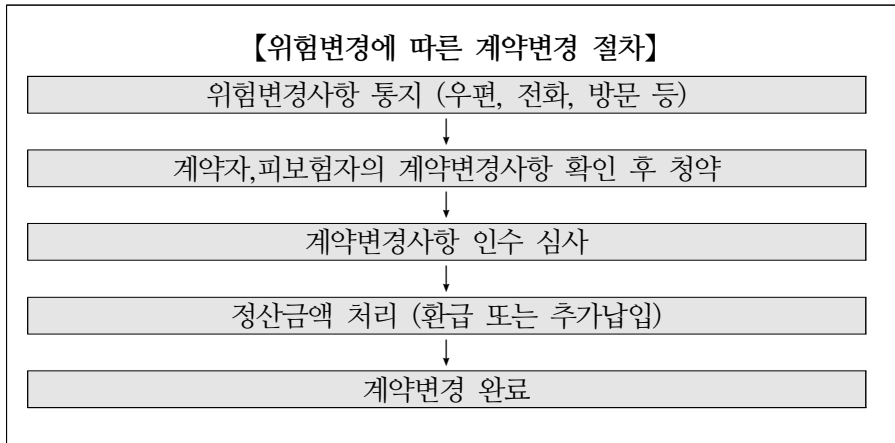 【위험변경에 따른 계약변경 절차】
위험변경사항 통지 (우편, 전화, 방문 등)
계약자,피보험자의 계약변경사항 확인 후 청약
계약변경사항 인수 심사
정산금액 처리 (환급 또는 추가납입)
계약변경 완료